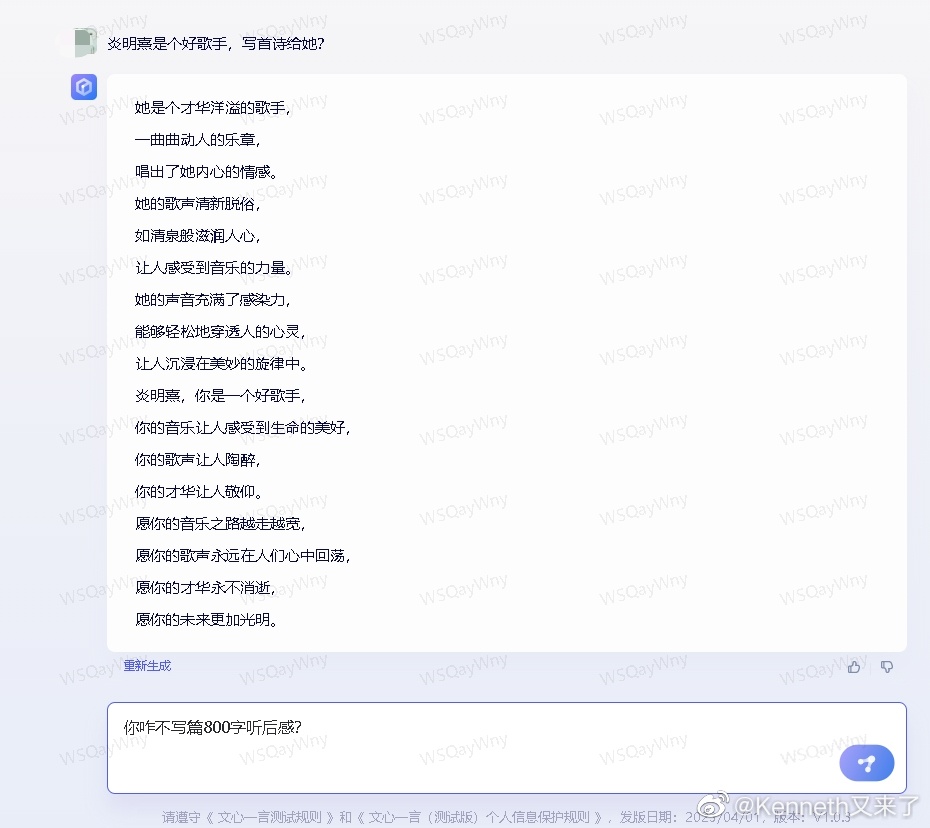 炎明熹是个好歌手，写首诗给她?
她是个才华洋溢的歌手，
一曲曲动人的乐章，
唱出了她内心的情感。
她的歌声清新脱俗，
如清泉般滋润人心，
让人感受到音乐的力量。
她的声音充满了感染力，
能够轻松地穿透人的心灵，
让人沉浸在美妙的旋律中。
炎明熹，你是一个好歌手，
你的音乐让人感受到生命的美好，
你的歌声让人陶醉，
你的才华让人敬仰。
愿你的音乐之路越走越宽，
愿你的歌声永远在人们心中回荡，
愿你的才华永不消逝，
愿你的未来更加光明。
重新生成
你咋不写篇800字听后感?
请遵守《 文心一言测试规则 》和《 文心一言（测试版）个人信息保护规则 》，发版日期：2023/04/01，版本：V1.0.3
@Kenneth又来了
WSQayWny